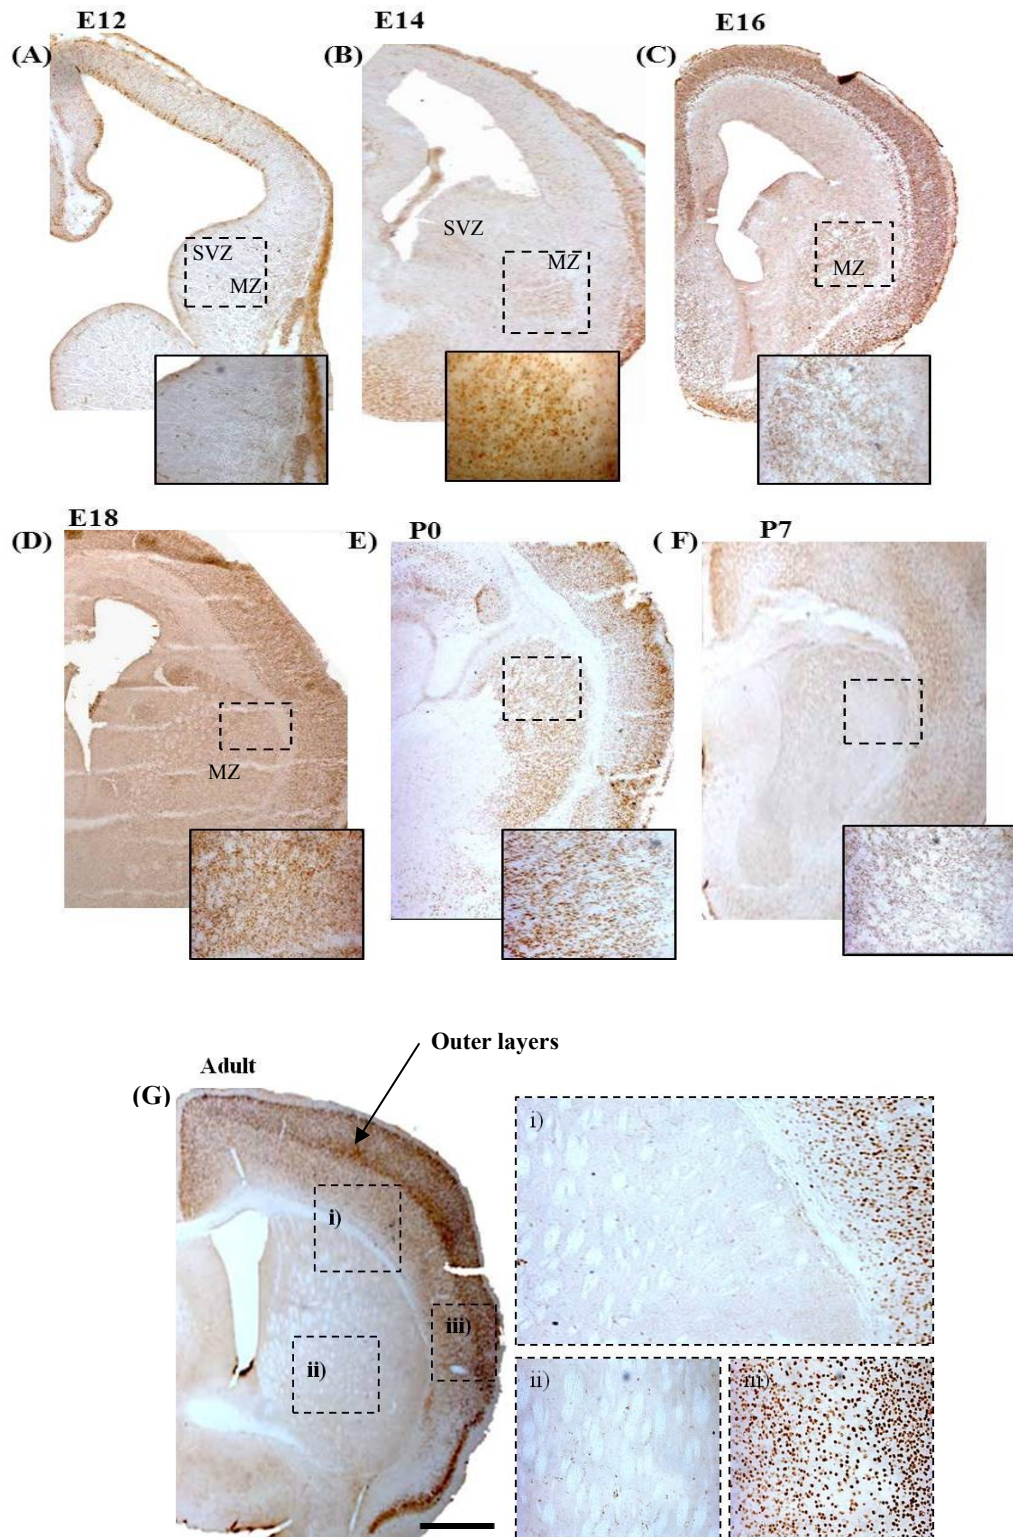 E12
E14
E16
(A)
(B)
(C)
SVZ
MZ
SVZ
MZ
MZ
E18
P0
P7
(D)
E)
( F)
MZ
Outer layers
Adult
(G)
i)
ii)
iii)
i)
ii)
iii)